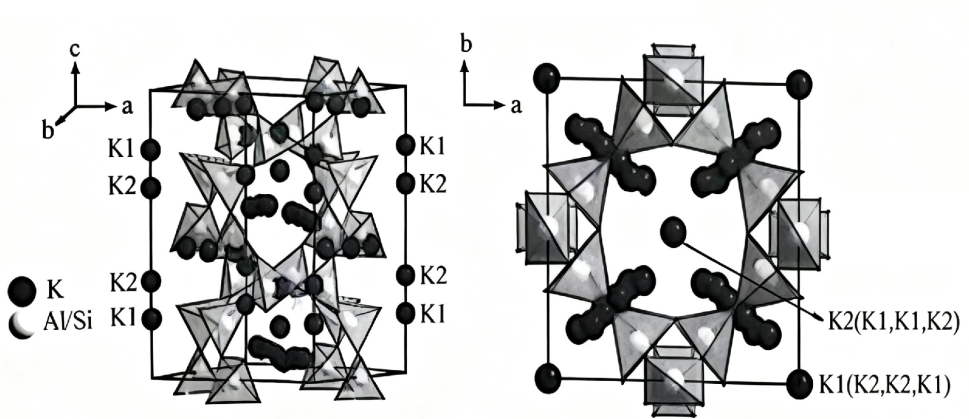 c
a
b
K1
K2
K2
K1
K1
K2
K2
K1
K
Al/Si
b
a
K2(K1,K1,K2)
K1(K2,K2,K1)